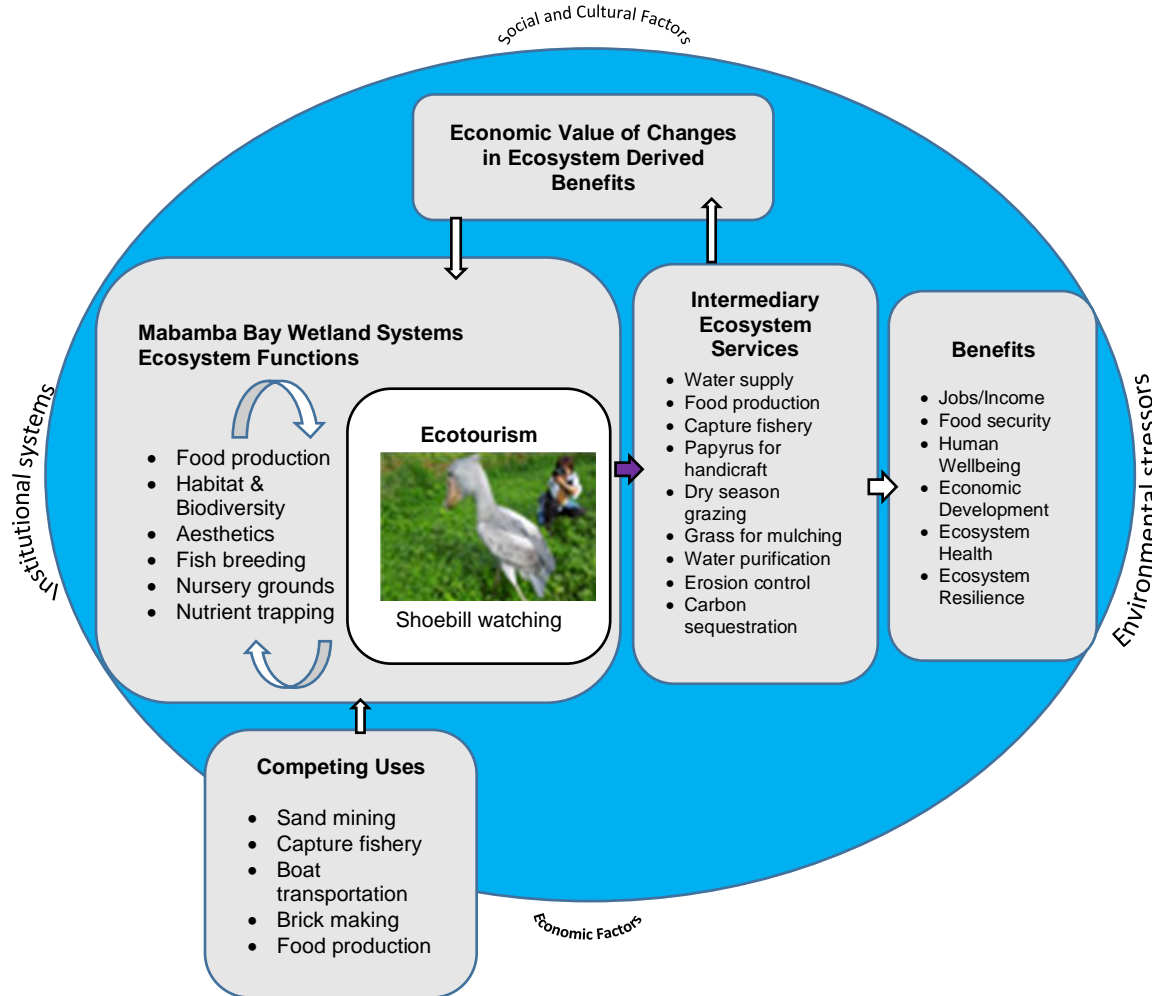 Social and Cultural Factors
Economic Value of Changes
in Ecosystem Derived
Benefits
Institutional systems
Mabamba Bay Wetland Systems
Ecosystem Functions
• Food production
• Habitat &
Biodiversity
• Aesthetics
• Fish breeding
• Nursery grounds
• Nutrient trapping
Ecotourism
Shoebill watching
Intermediary
Ecosystem
Services
• Water supply
• Food production
• Capture fishery
• Papyrus for
handicraft
• Dry season
grazing
• Grass for mulching
• Water purification
• Erosion control
• Carbon
sequestration
Benefits
• Jobs/Income
• Food security
• Human
Wellbeing
• Economic
Development
• Ecosystem
Health
• Ecosystem
Resilience
Environmental stressors
Competing Uses
• Sand mining
• Capture fishery
• Boat
transportation
• Brick making
• Food production
Economic Factors